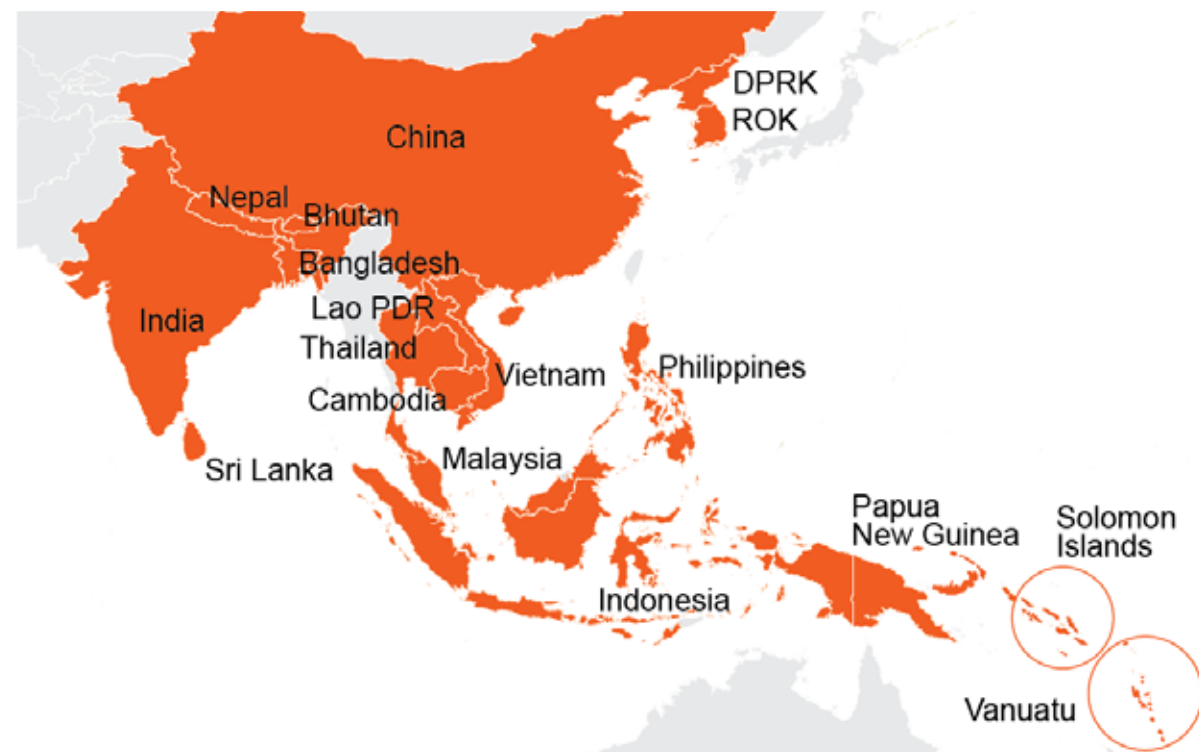 DPRK
ROK
China
Nepal
Bhutan
Bangladesh
India
Lao PDR
Thailand
Vietnam
Philippines
Cambodia
Malaysia
Sri Lanka
Papua
New Guinea
Solomon
Islands
Indonesia
Vanuatu